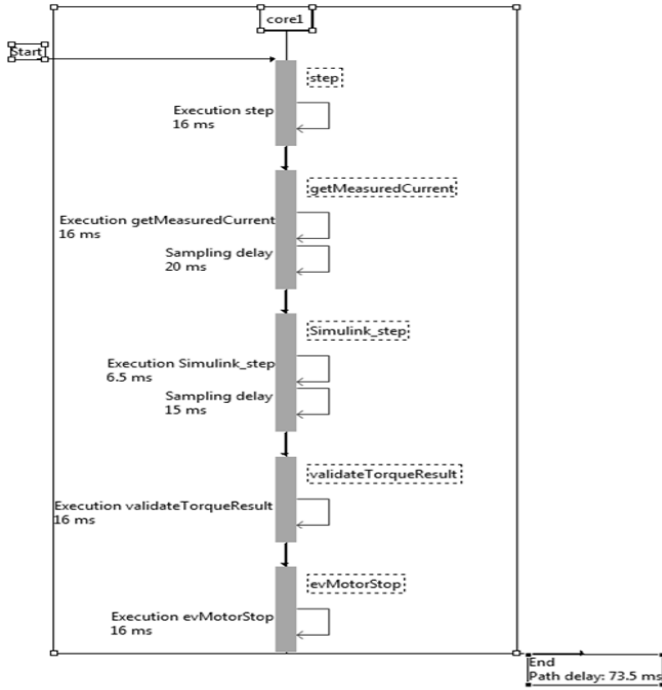 core1
Start
step
Execution step
16 ms
getMeasuredCurrent
Execution getMeasuredCurrent
16 ms
Sampling delay
20 ms
Simulink_step
Execution Simulink_step
6.5 ms
Sampling delay
15 ms
validateTorqueResult
Execution validateTorqueResult
16 ms
evMotorStop
Execution evMotorStop
16 ms
End
Path delay: 73.5 ms